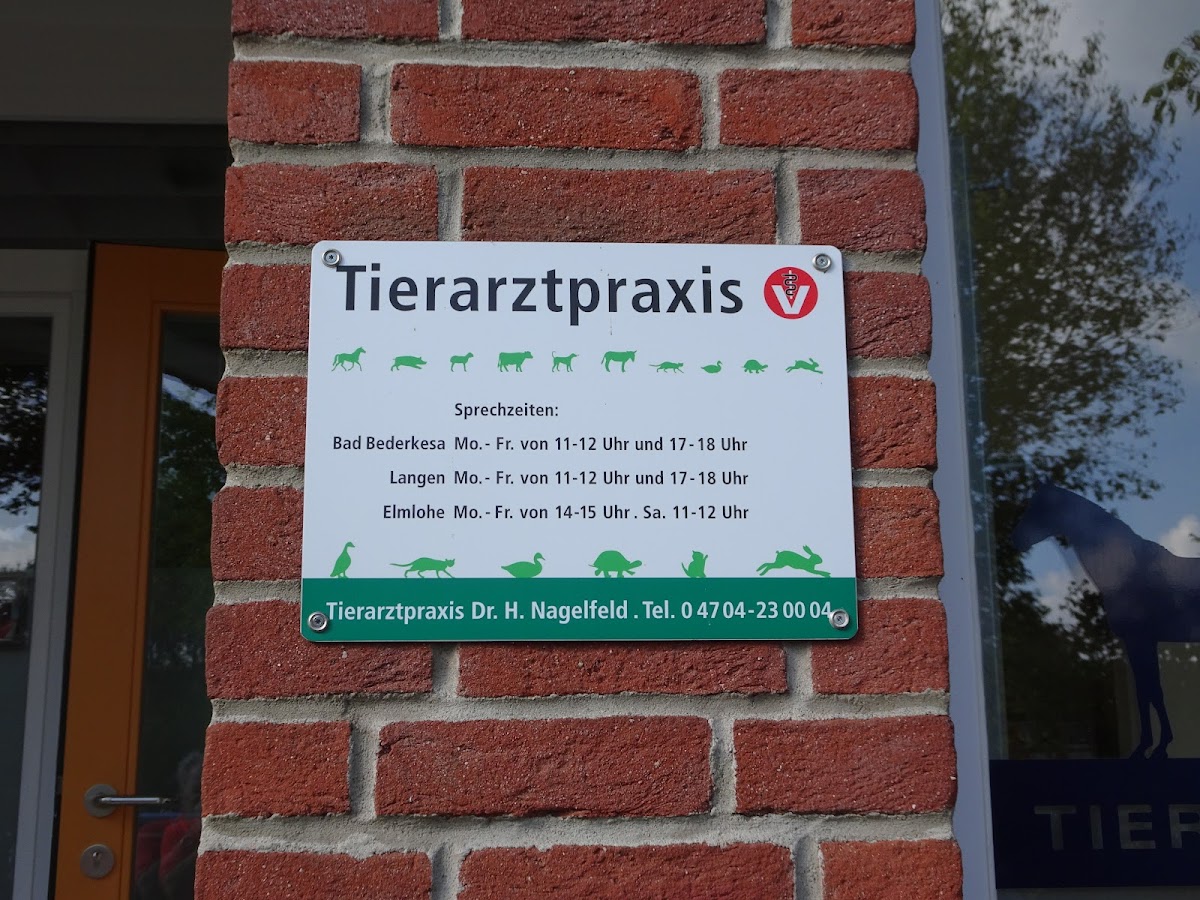 Tierarztpraxis V
Sprechzeiten:
Bad Bederkesa Mo.- Fr. von 11-12 Uhr und 17-18 Uhr
Langen Mo.- Fr. von 11-12 Uhr und 17-18 Uhr
Elmlohe Mo.- Fr. von 14-15 Uhr . Sa. 11-12 Uhr
Tierarztpraxis Dr. H. Nagelfeld . Tel. 0 47 04-23 00 04
TIER